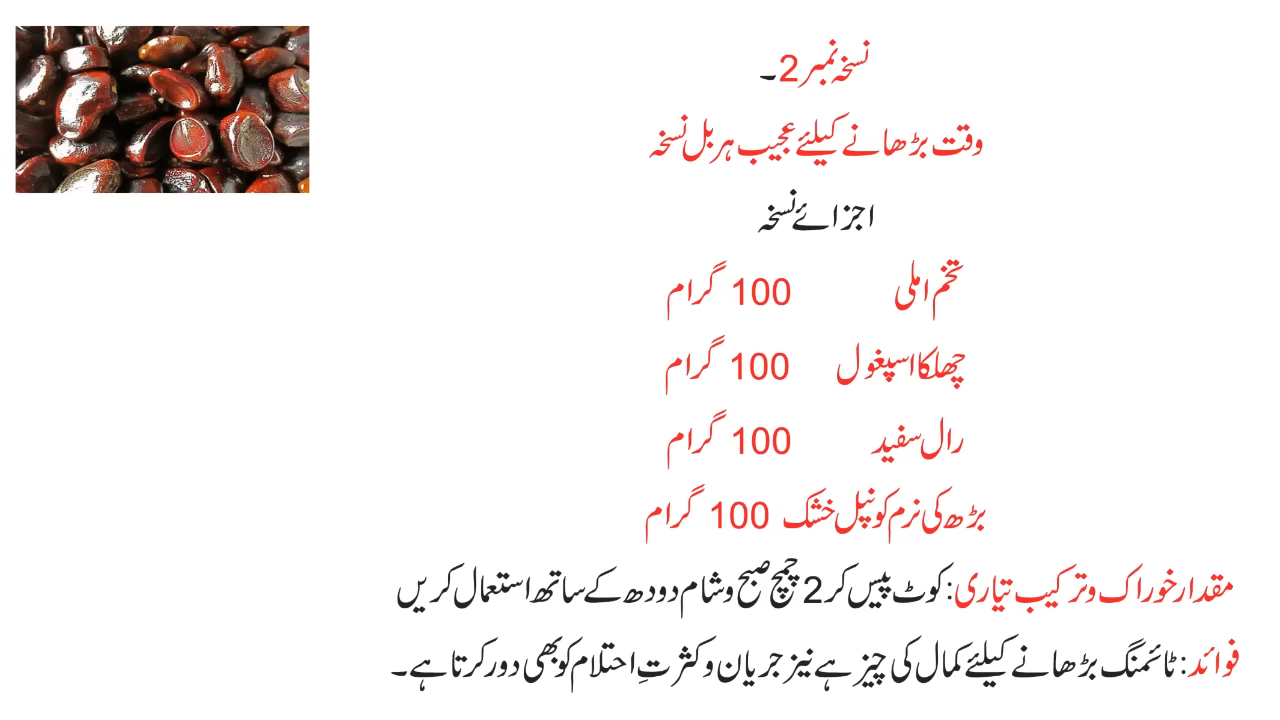 نسخہ نمبر 2۔
وقت بڑھانے کیلئے عجیب ہربل نسخہ
اجزائے نسخہ
تخم املی 100 گرام
چھلکا اسپغول 100 گرام
رال سفید 100 گرام
بڑھ کی نرم کونپل خشک 100 گرام
مقدار خوراک وترکیب تیاری: کوٹ پیس کر 2 چمچ صبح وشام دودھ کے ساتھ استعمال کریں
فوائد: ٹائمنگ بڑھانے کیلئے کمال کی چیز ہے نیز جریان و کثرتِ احتلام کو بھی دور کرتا ہے۔